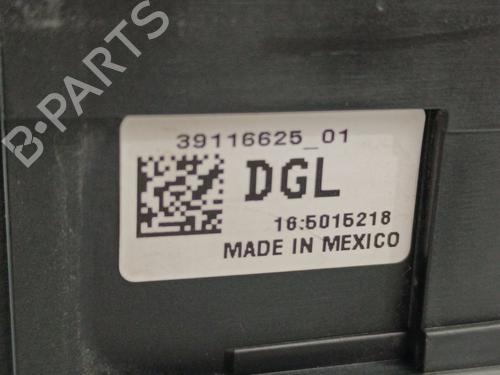 B-PARTS
39116625_01
DGL
16:5015218
MADE IN MEXICO